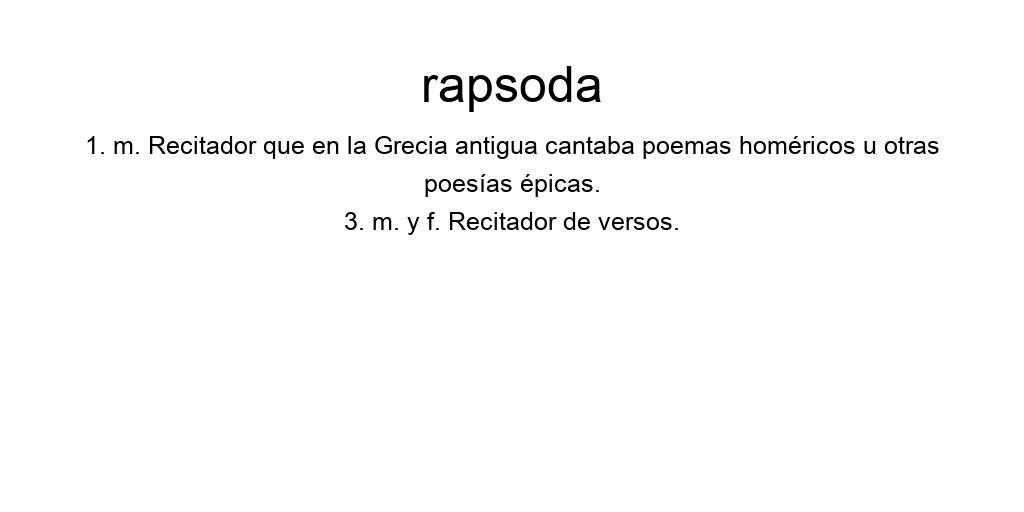 rapsoda
1. m. Recitador que en la Grecia antigua cantaba poemas homéricos u otras
poesías épicas.
3. m. y f. Recitador de versos.